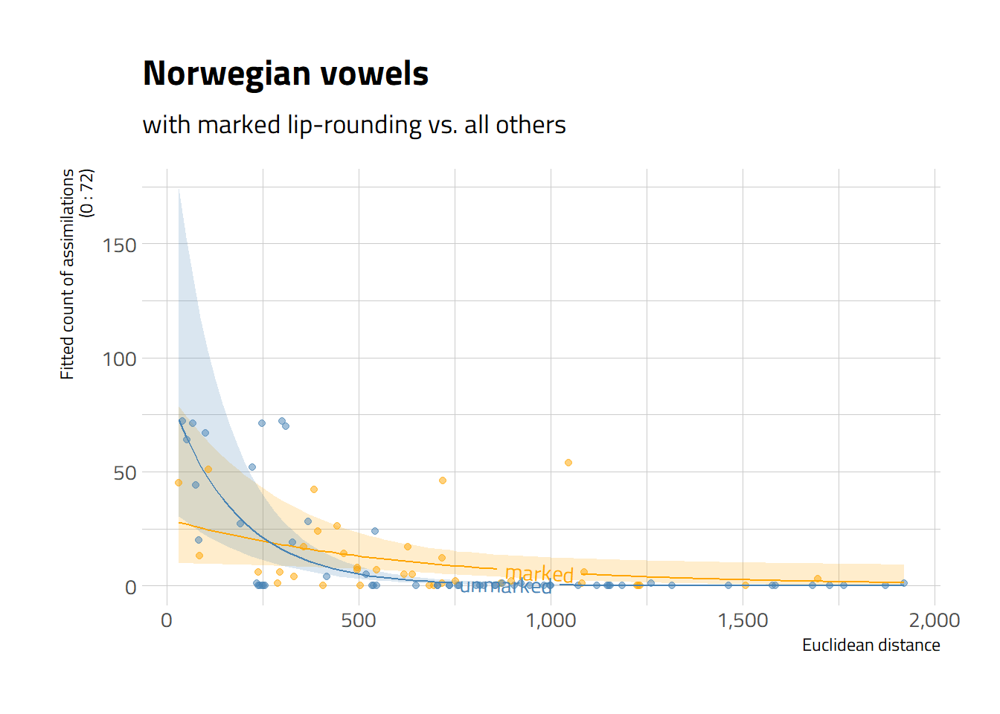 Norwegian vowels
with marked lip-rounding vs. all others
Fitted count of assimilations
(0 : 72)
150
100
50
0
marked
unmarked
0 500 1,000 1,500 2,000
Euclidean distance